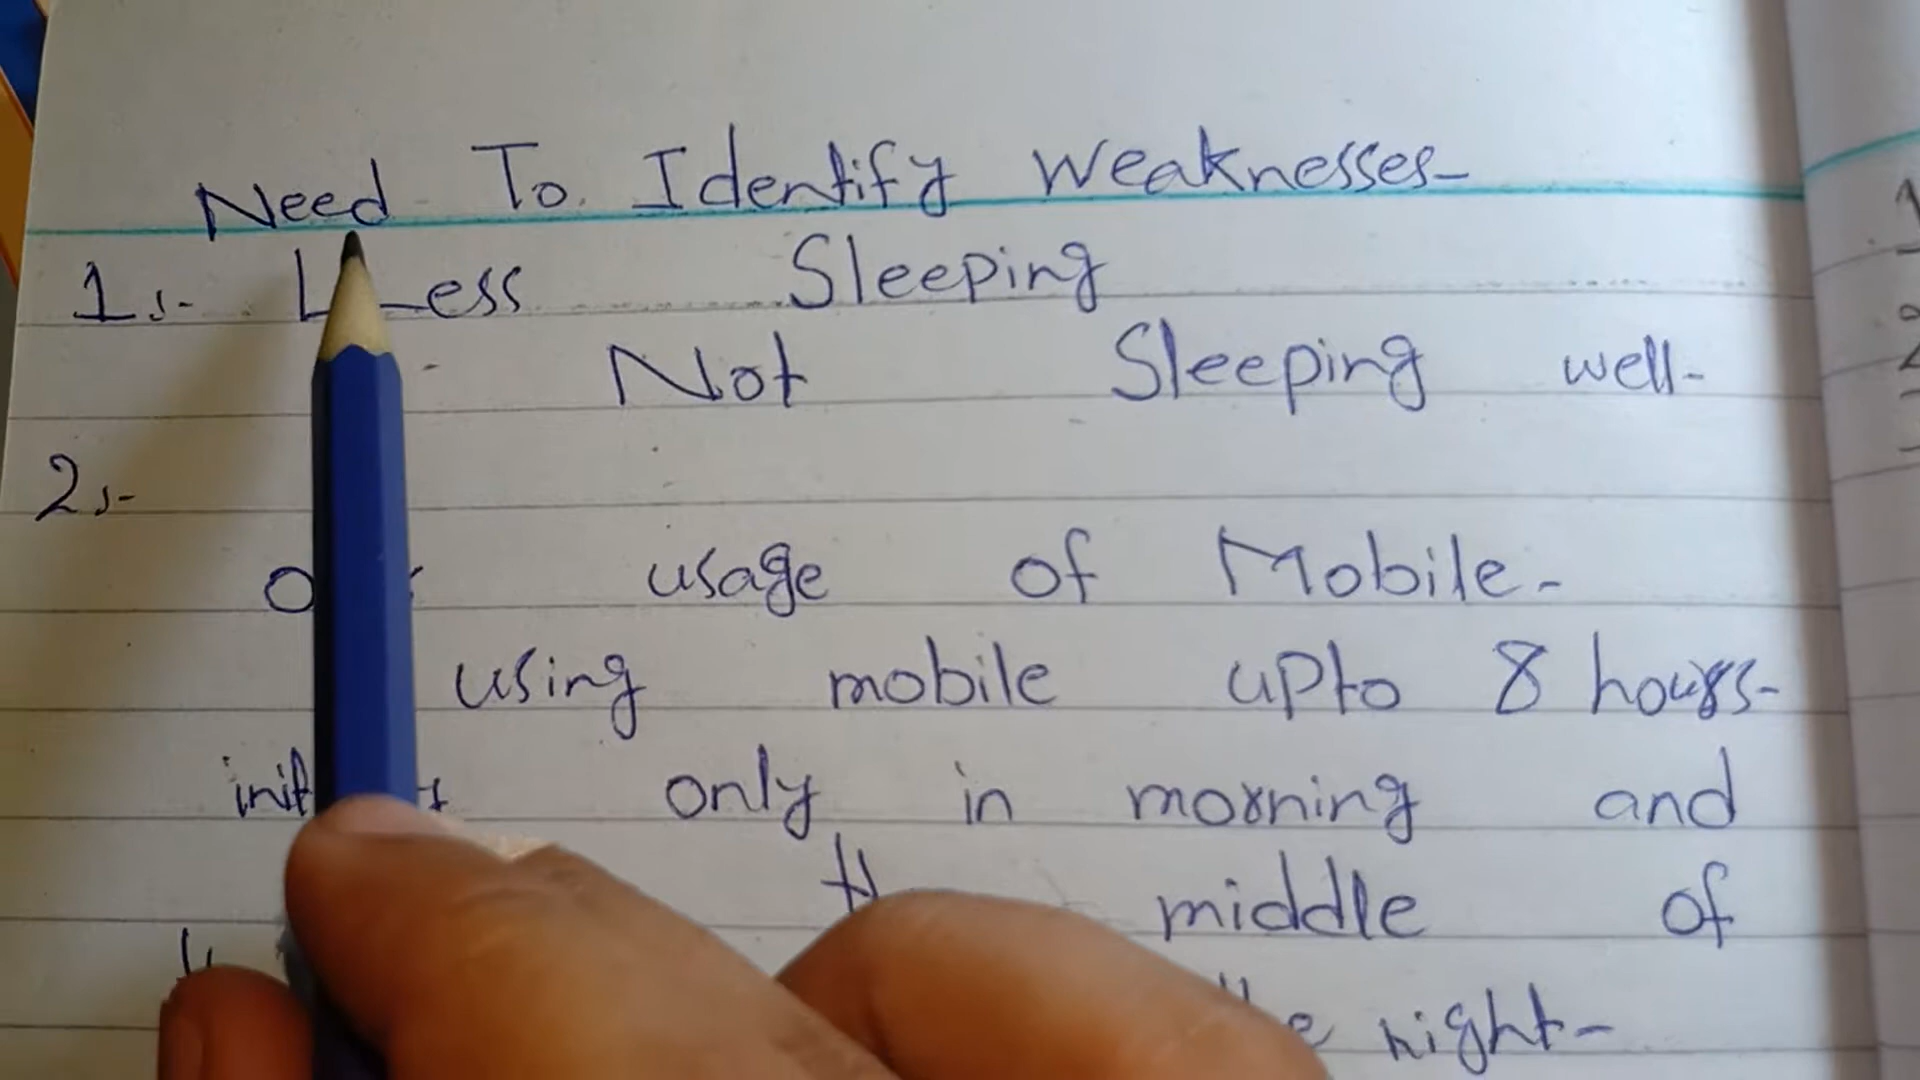 Need To Identify Weaknesses-
1:- Less Sleeping
Not Sleeping well-
2:-
usage of Mobile-
using mobile upto 8 hours-
only in morning and
middle of
night-